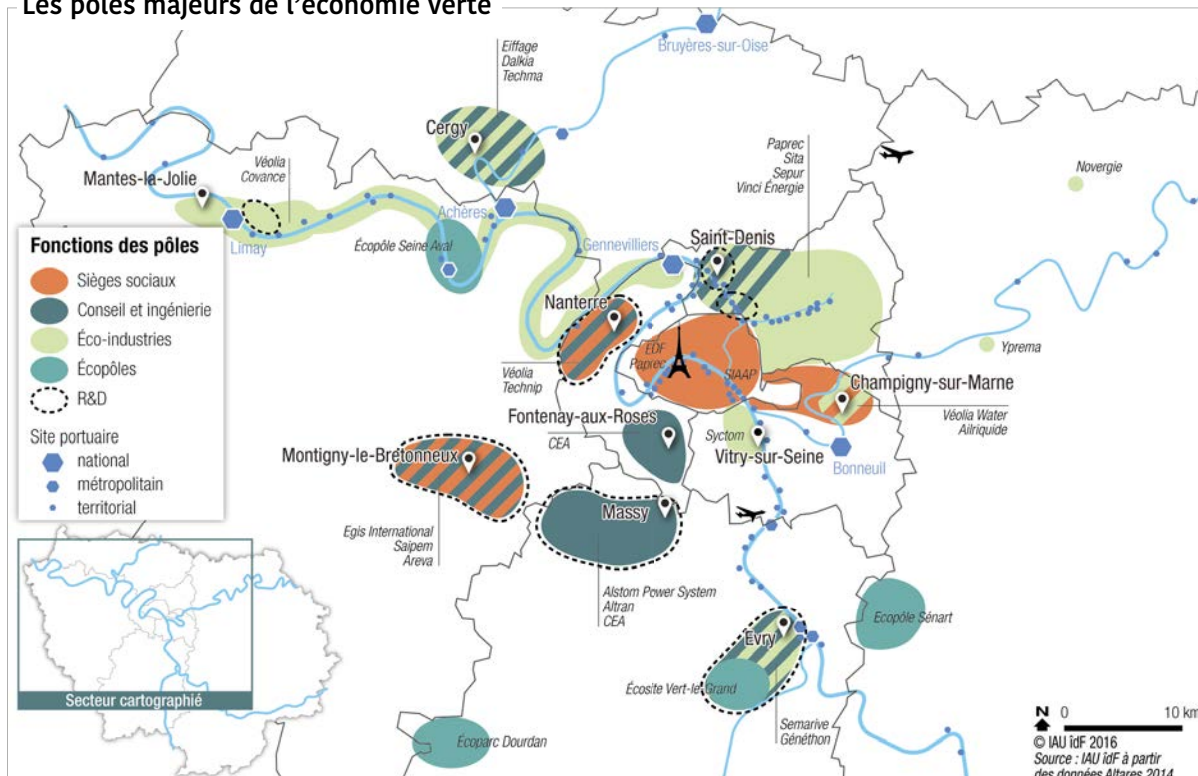 Les pôles majeurs de l'économie verte
Eiffage
Dalkia
Techma
Bruyères-sur-Oise
Cergy
Paprec
Sita
Sepur
Vinci Énergie
Novergie
Véolia
Covance
Mantes-la-Jolie
Achères
Limay
Écopôle Seine Aval
Gennevilliers
Saint-Denis
Fonctions des pôles
Sièges sociaux
Conseil et ingénierie
Éco-industries
Écopôles
R&D
Site portuaire
national
métropolitain
territorial
Nanterre
EDF
Paprec
SIAAP
Yprema
Véolia
Technip
Champigny-sur-Marne
Véolia Water
Ailriquide
Fontenay-aux-Roses
CEA
Syctom
Vitry-sur-Seine
Bonneuil
Montigny-le-Bretonneux
Massy
Egis International
Saipem
Areva
Alstom Power System
Altran
CEA
Ecopôle Sénart
Evry
Écosite Vert-le-Grand
Semarive
Généthon
Secteur cartographié
Écoparc Dourdan
N 0 10 km
© IAU îdF 2016
Source : IAU îdF à partir
des données Altares 2014